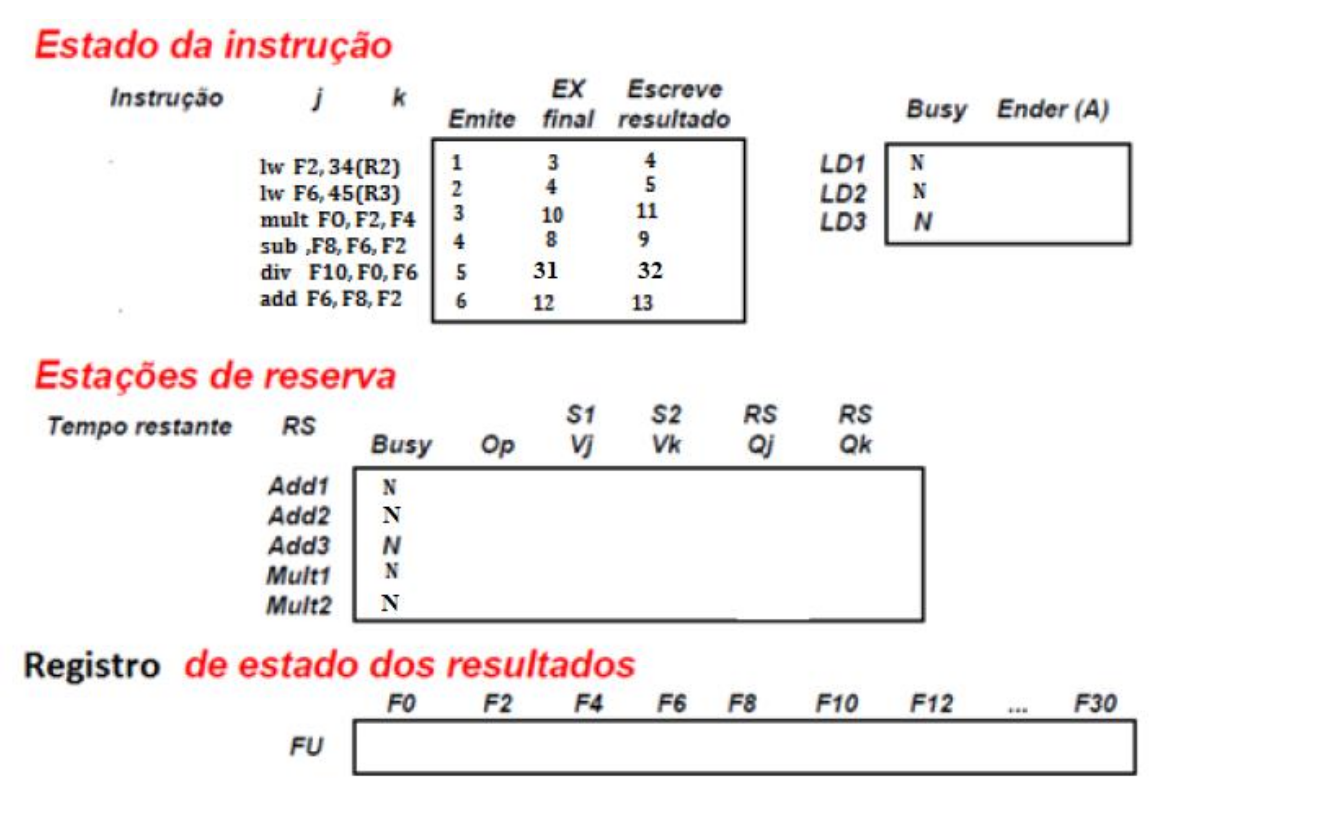 Estado da instrução
Instrução j k Emite EX final Escreve resultado
Busy Ender (A)
lw F2, 34(R2) 1 3 4
lw F6, 45(R3) 2 4 5
mult F0, F2, F4 3 10 11
sub ,F8, F6, F2 4 8 9
div F10, F0, F6 5 31 32
add F6, F8, F2 6 12 13
LD1 N
LD2 N
LD3 N
Estações de reserva
Tempo restante RS Busy Op S1 Vj S2 Vk RS Qj RS Qk
Add1 N
Add2 N
Add3 N
Mult1 N
Mult2 N
Registro de estado dos resultados
F0 F2 F4 F6 F8 F10 F12 ... F30
FU